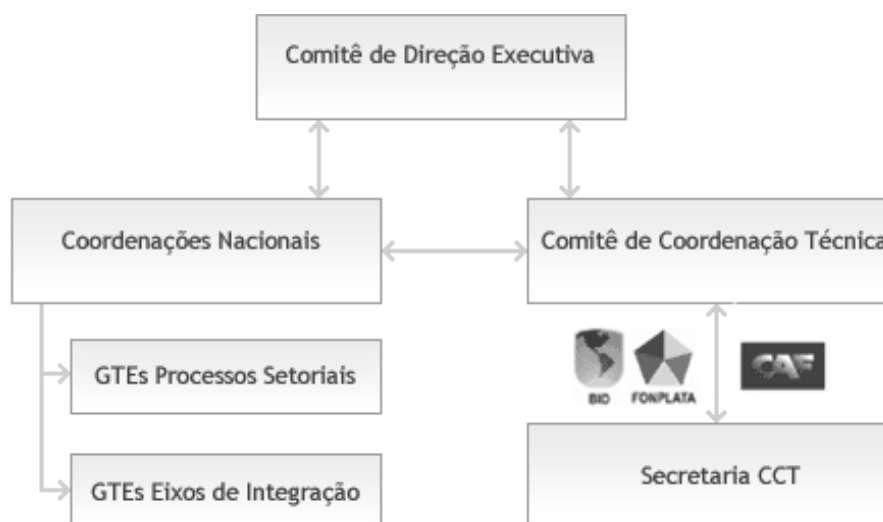 Comitê de Direção Executiva
Coordenações Nacionais
Comitê de Coordenação Técnica
GTEs Processos Setoriais
BID
FONPLATA
CAF
GTEs Eixos de Integração
Secretaria CCT